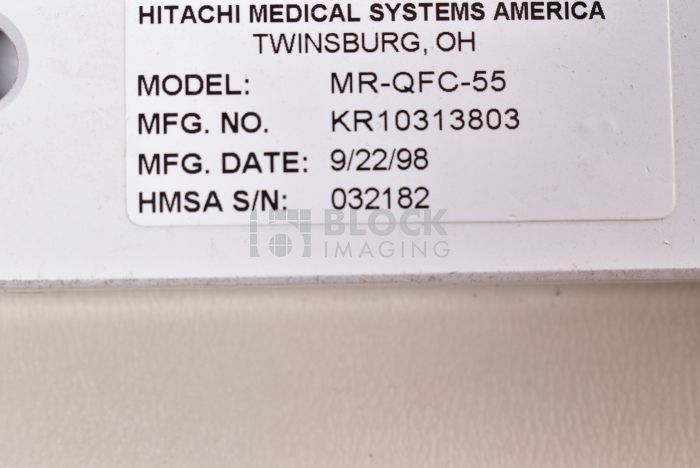 HITACHI MEDICAL SYSTEMS AMERICA
TWINSBURG, OH
MODEL: MR-QFC-55
MFG. NO. KR10313803
MFG. DATE: 9/22/98
HMSA S/N: 032182
BLOCK
IMAGING